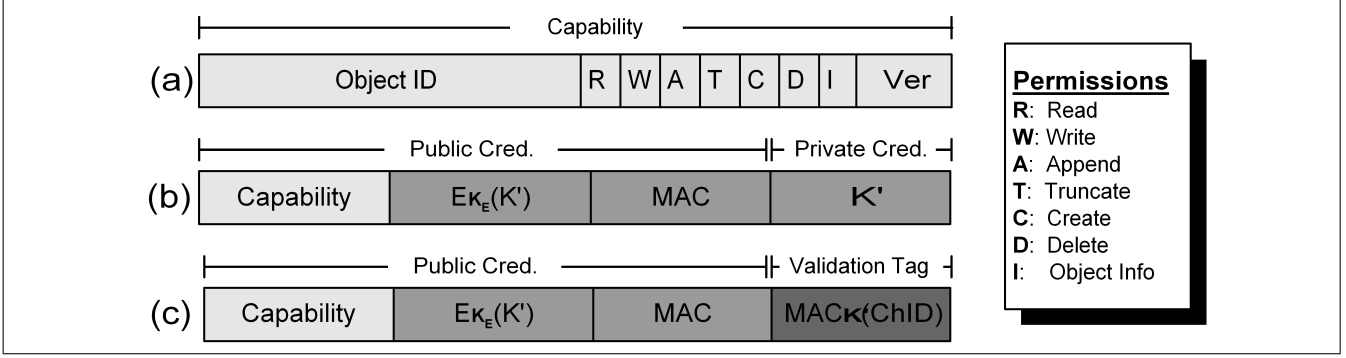 Capability
(a) Object ID R W A T C D I Ver
Public Cred. Private Cred.
(b) Capability EKE(K') MAC K'
Public Cred. Validation Tag
(c) Capability EKE(K') MAC MACK'(ChID)
Permissions
R: Read
W: Write
A: Append
T: Truncate
C: Create
D: Delete
I: Object Info